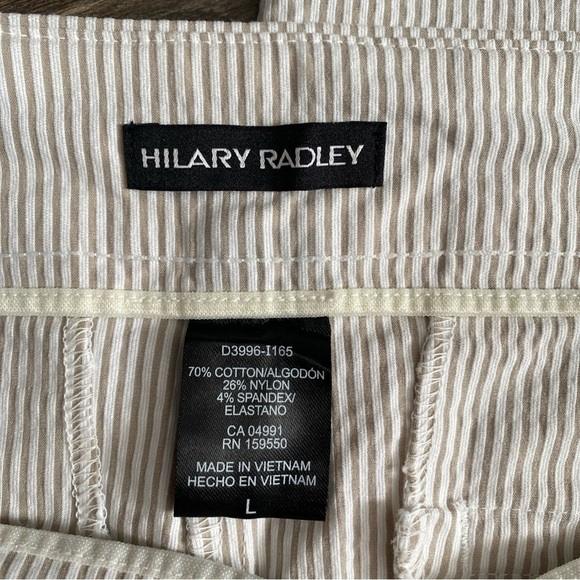 HILARY RADLEY
D3996-I165
70% COTTON/ALGODÓN
26% NYLON
4% SPANDEX/
ELASTANO
CA 04991
RN 159550
MADE IN VIETNAM
HECHO EN VIETNAM
L